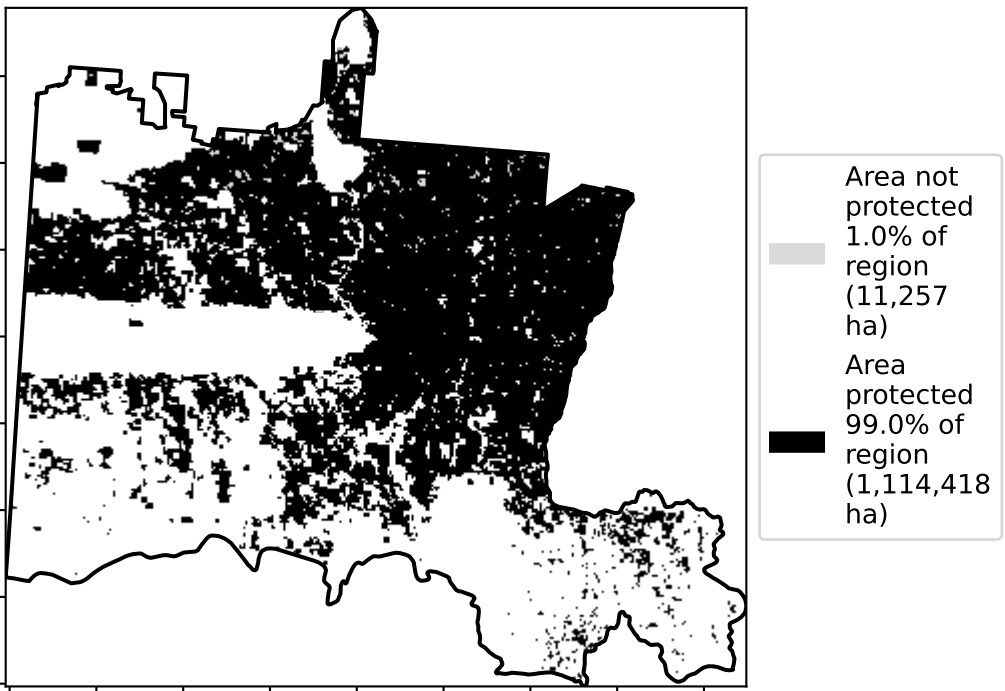 Area not
protected
1.0% of
region
(11,257
ha)
Area
protected
99.0% of
region
(1,114,418
ha)